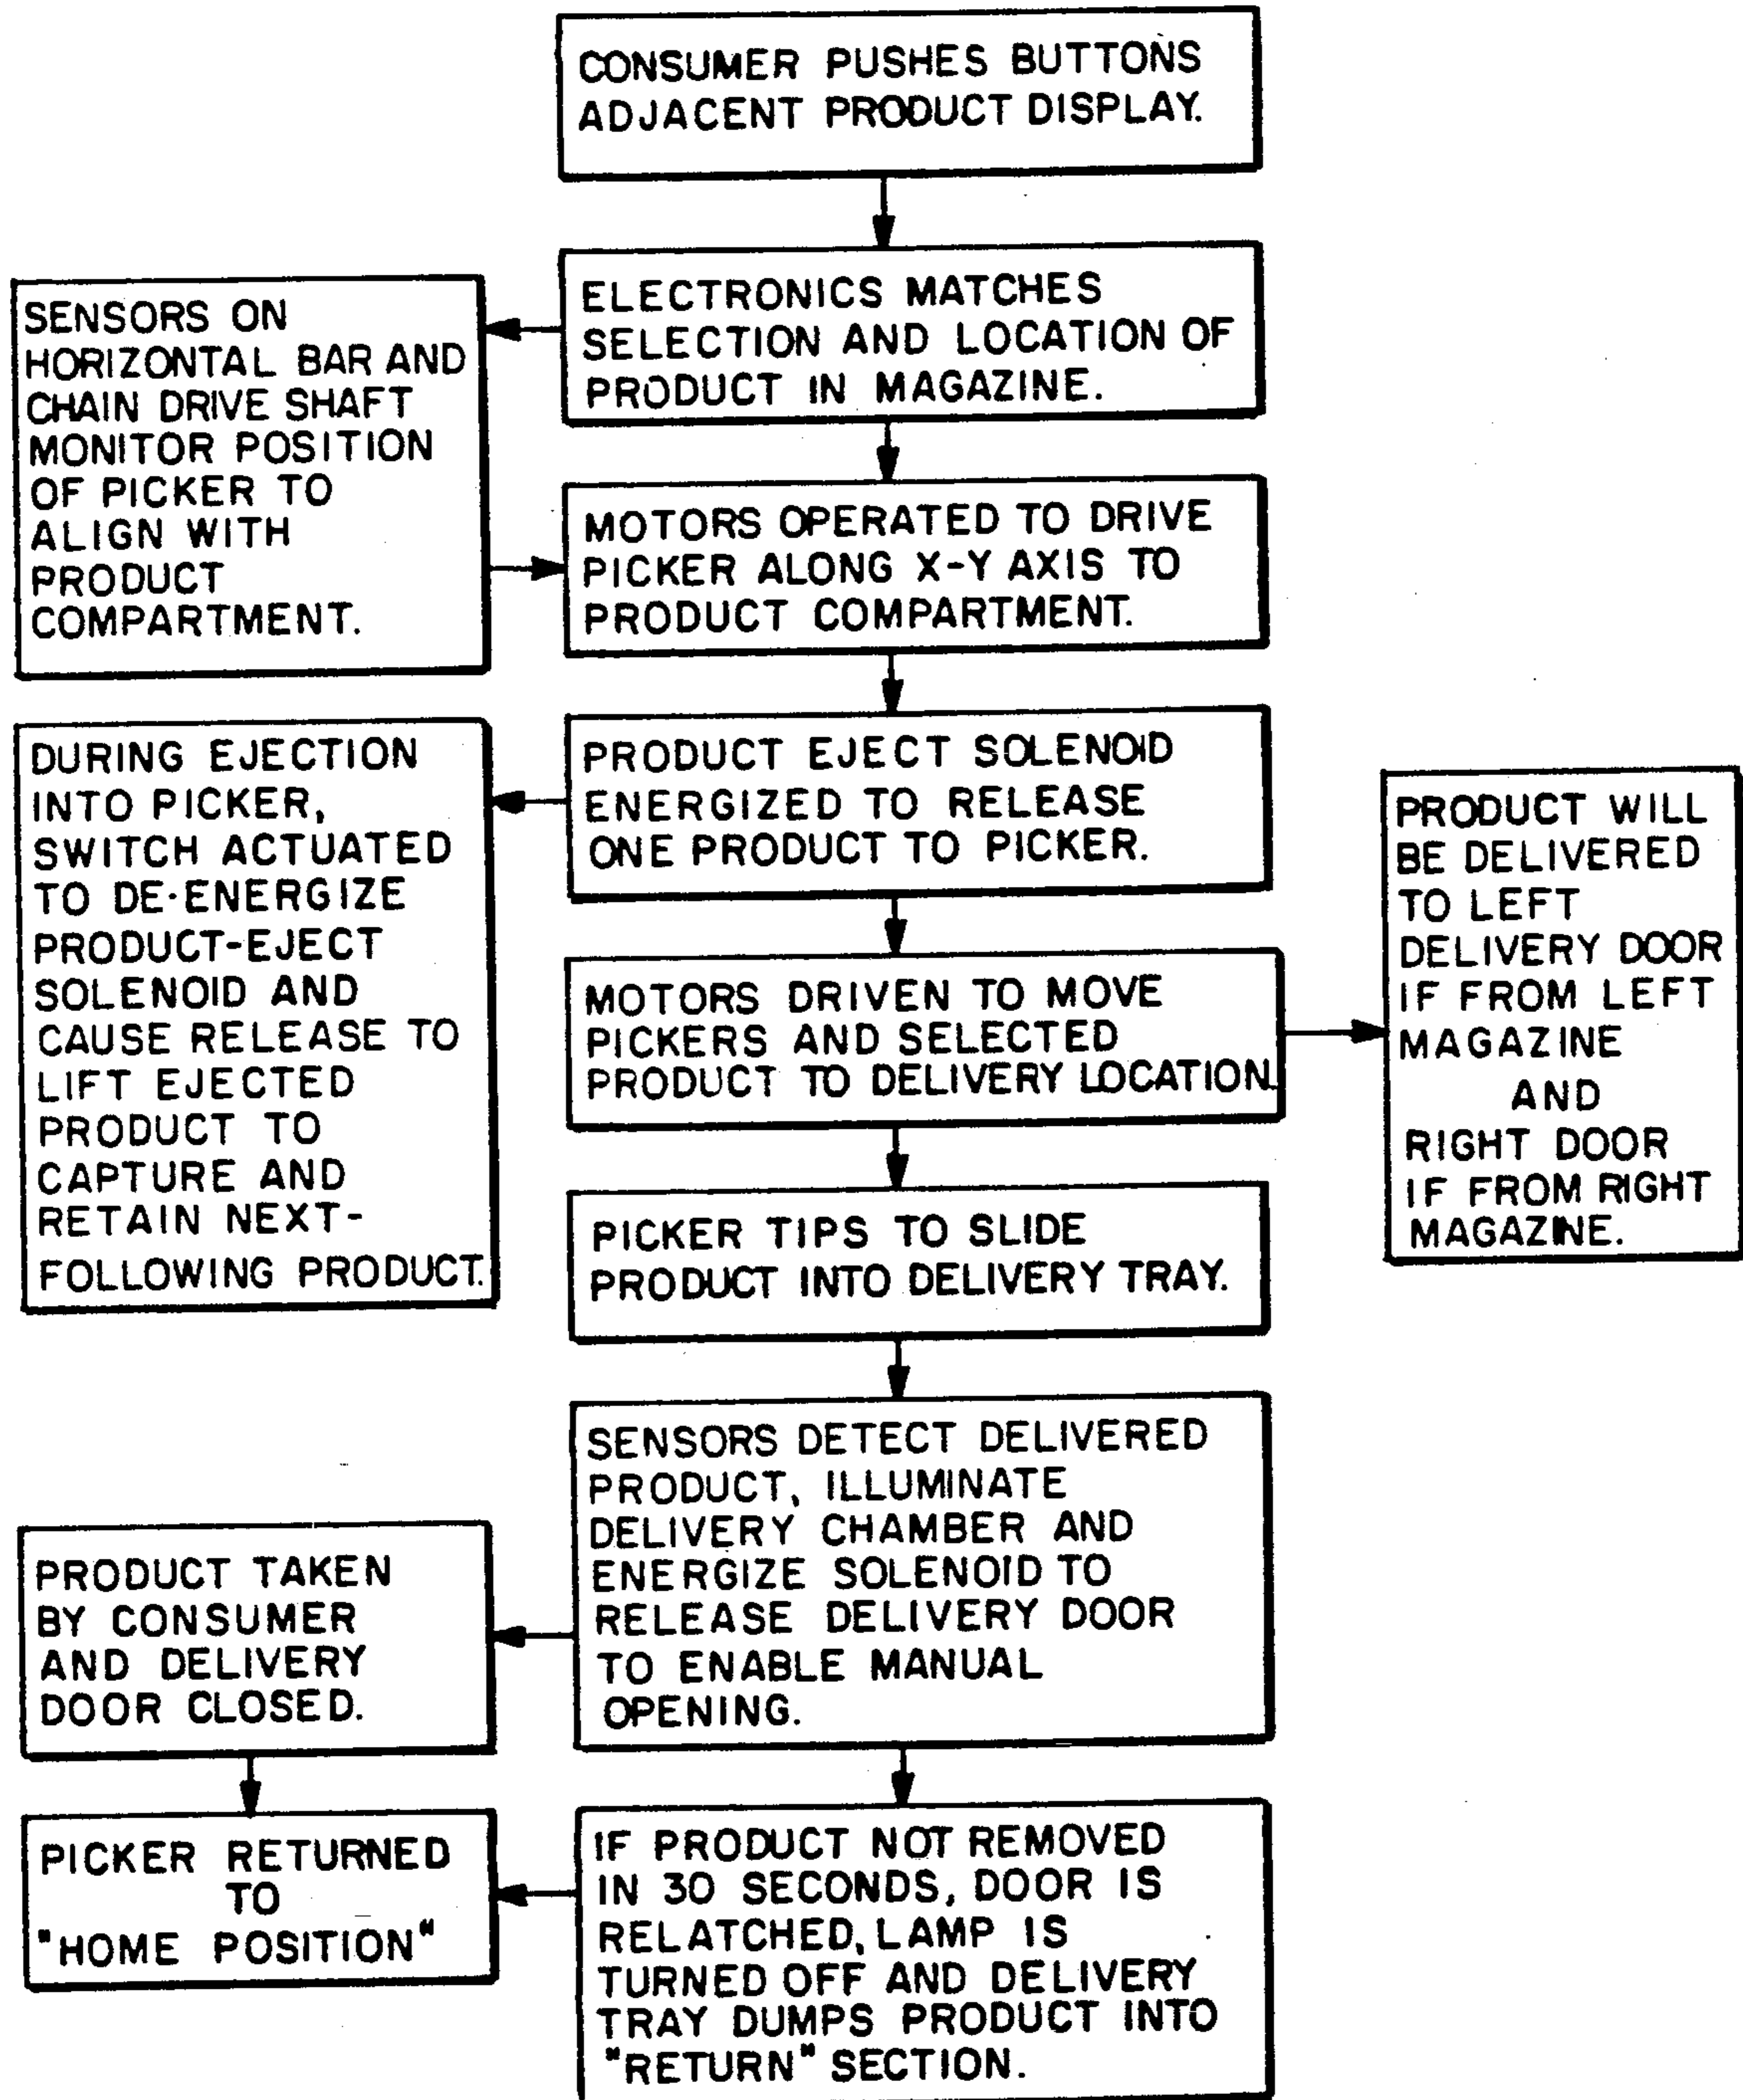 CONSUMER PUSHES BUTTONS
ADJACENT PRODUCT DISPLAY.
ELECTRONICS MATCHES
SELECTION AND LOCATION OF
PRODUCT IN MAGAZINE.
SENSORS ON
HORIZONTAL BAR AND
CHAIN DRIVE SHAFT
MONITOR POSITION
OF PICKER TO
ALIGN WITH
PRODUCT
COMPARTMENT.
MOTORS OPERATED TO DRIVE
PICKER ALONG X-Y AXIS TO
PRODUCT COMPARTMENT.
PRODUCT EJECT SOLENOID
ENERGIZED TO RELEASE
ONE PRODUCT TO PICKER.
DURING EJECTION
INTO PICKER,
SWITCH ACTUATED
TO DE-ENERGIZE
PRODUCT-EJECT
SOLENOID AND
CAUSE RELEASE TO
LIFT EJECTED
PRODUCT TO
CAPTURE AND
RETAIN NEXT-
FOLLOWING PRODUCT.
MOTORS DRIVEN TO MOVE
PICKERS AND SELECTED
PRODUCT TO DELIVERY LOCATION.
PRODUCT WILL
BE DELIVERED
TO LEFT
DELIVERY DOOR
IF FROM LEFT
MAGAZINE
AND
RIGHT DOOR
IF FROM RIGHT
MAGAZINE.
PICKER TIPS TO SLIDE
PRODUCT INTO DELIVERY TRAY.
SENSORS DETECT DELIVERED
PRODUCT, ILLUMINATE
DELIVERY CHAMBER AND
ENERGIZE SOLENOID TO
RELEASE DELIVERY DOOR
TO ENABLE MANUAL
OPENING.
PRODUCT TAKEN
BY CONSUMER
AND DELIVERY
DOOR CLOSED.
PICKER RETURNED
TO
"HOME POSITION"
IF PRODUCT NOT REMOVED
IN 30 SECONDS, DOOR IS
RELATCHED, LAMP IS
TURNED OFF AND DELIVERY
TRAY DUMPS PRODUCT INTO
"RETURN" SECTION.